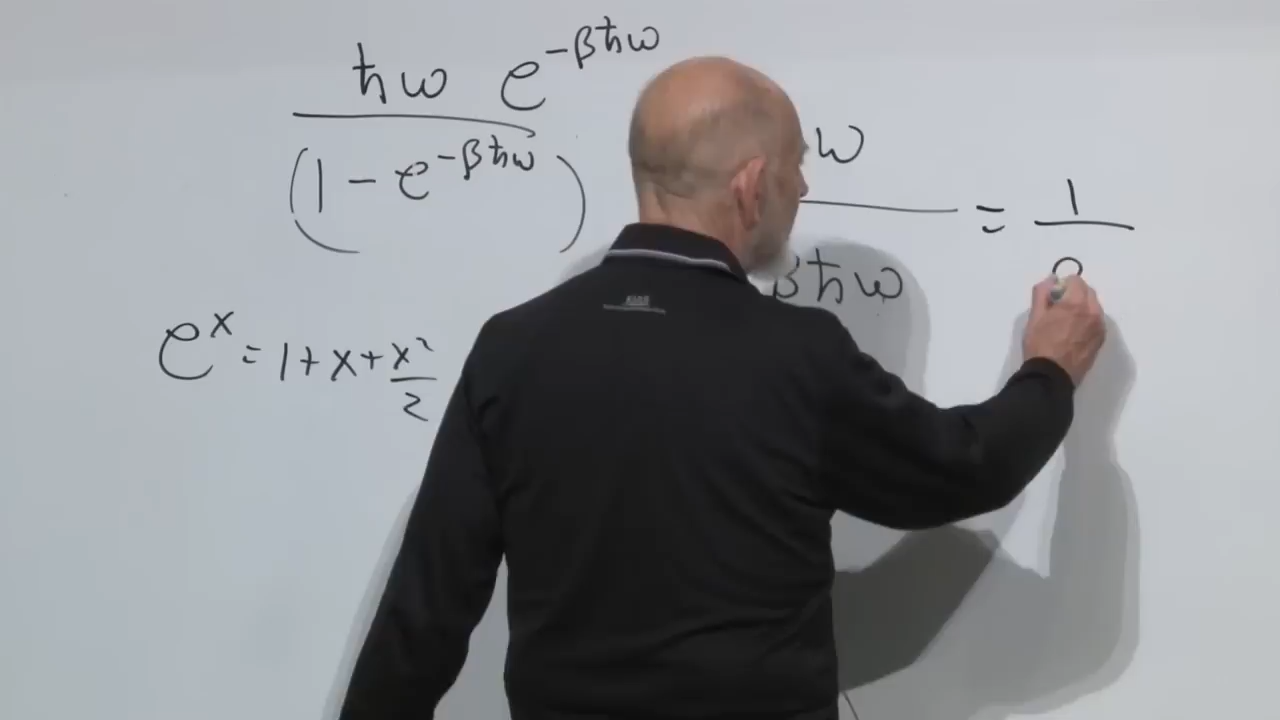 ħω e^{-βħω}
(1 - e^{-βħω})
ω
βħω
= 1
e^x = 1 + x + x²
2